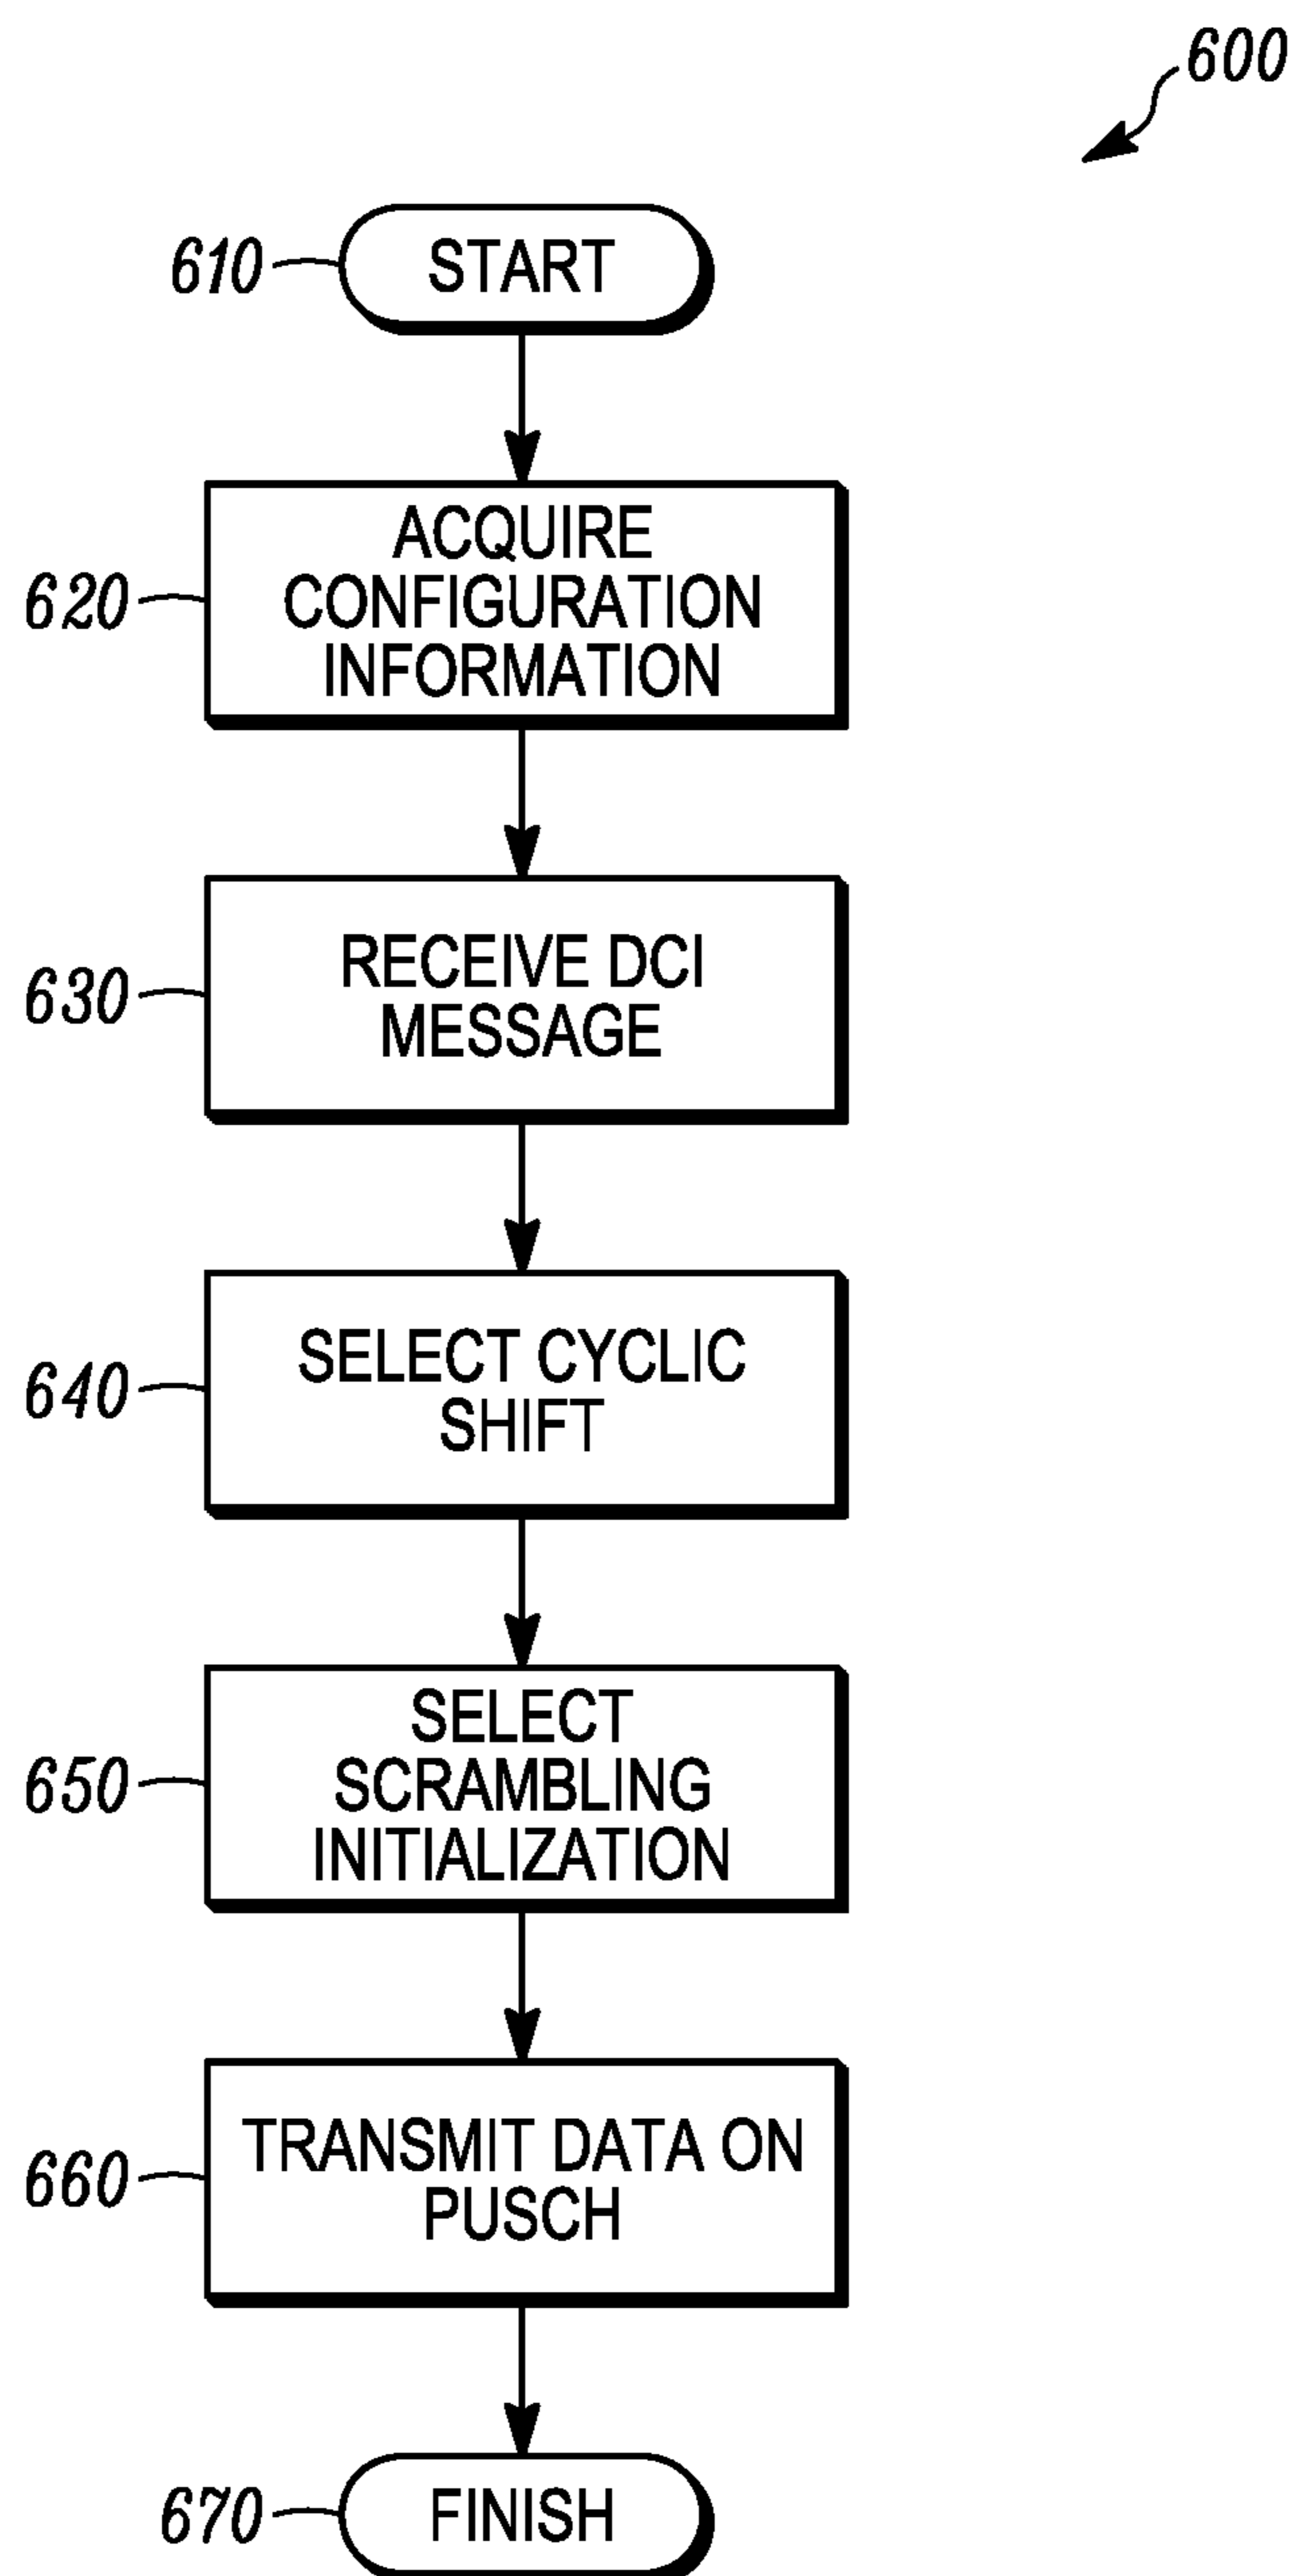 600
610
START
620
ACQUIRE
CONFIGURATION
INFORMATION
630
RECEIVE DCI
MESSAGE
640
SELECT CYCLIC
SHIFT
650
SELECT
SCRAMBLING
INITIALIZATION
660
TRANSMIT DATA ON
PUSCH
670
FINISH